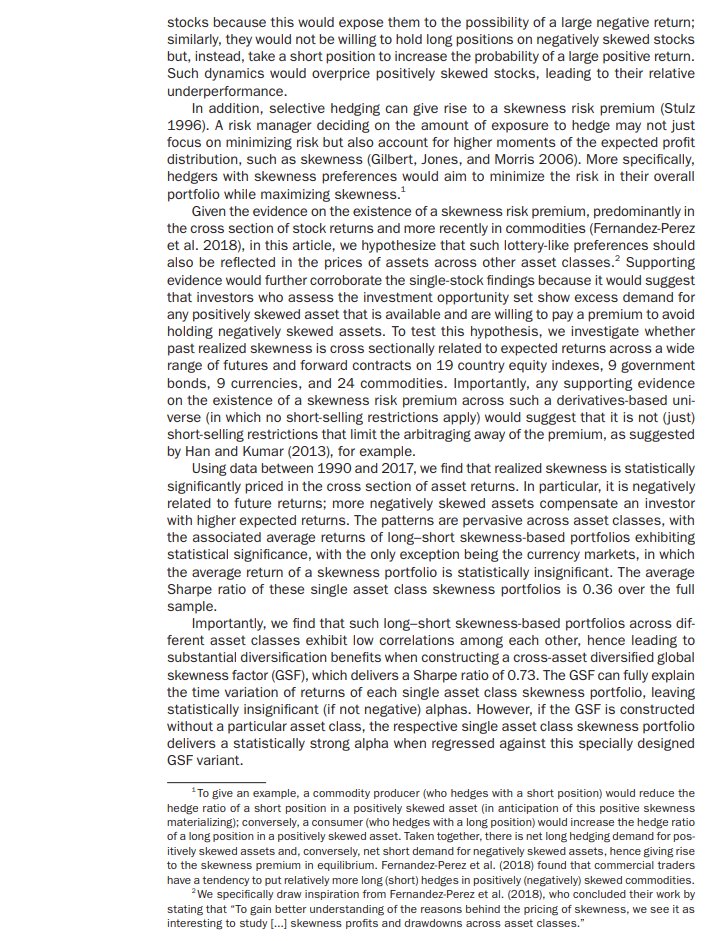 stocks because this would expose them to the possibility of a large negative return;
similarly, they would not be willing to hold long positions on negatively skewed stocks
but, instead, take a short position to increase the probability of a large positive return.
Such dynamics would overprice positively skewed stocks, leading to their relative
underperformance.
In addition, selective hedging can give rise to a skewness risk premium (Stulz
1996). A risk manager deciding on the amount of exposure to hedge may not just
focus on minimizing risk but also account for higher moments of the expected profit
distribution, such as skewness (Gilbert, Jones, and Morris 2006). More specifically,
hedgers with skewness preferences would aim to minimize the risk in their overall
portfolio while maximizing skewness.¹
Given the evidence on the existence of a skewness risk premium, predominantly in
the cross section of stock returns and more recently in commodities (Fernandez-Perez
et al. 2018), in this article, we hypothesize that such lottery-like preferences should
also be reflected in the prices of assets across other asset classes.² Supporting
evidence would further corroborate the single-stock findings because it would suggest
that investors who assess the investment opportunity set show excess demand for
any positively skewed asset that is available and are willing to pay a premium to avoid
holding negatively skewed assets. To test this hypothesis, we investigate whether
past realized skewness is cross sectionally related to expected returns across a wide
range of futures and forward contracts on 19 country equity indexes, 9 government
bonds, 9 currencies, and 24 commodities. Importantly, any supporting evidence
on the existence of a skewness risk premium across such a derivatives-based uni-
verse (in which no short-selling restrictions apply) would suggest that it is not (just)
short-selling restrictions that limit the arbitraging away of the premium, as suggested
by Han and Kumar (2013), for example.
Using data between 1990 and 2017, we find that realized skewness is statistically
significantly priced in the cross section of asset returns. In particular, it is negatively
related to future returns; more negatively skewed assets compensate an investor
with higher expected returns. The patterns are pervasive across asset classes, with
the associated average returns of long–short skewness-based portfolios exhibiting
statistical significance, with the only exception being the currency markets, in which
the average return of a skewness portfolio is statistically insignificant. The average
Sharpe ratio of these single asset class skewness portfolios is 0.36 over the full
sample.
Importantly, we find that such long–short skewness-based portfolios across dif-
ferent asset classes exhibit low correlations among each other, hence leading to
substantial diversification benefits when constructing a cross-asset diversified global
skewness factor (GSF), which delivers a Sharpe ratio of 0.73. The GSF can fully explain
the time variation of returns of each single asset class skewness portfolio, leaving
statistically insignificant (if not negative) alphas. However, if the GSF is constructed
without a particular asset class, the respective single asset class skewness portfolio
delivers a statistically strong alpha when regressed against this specially designed
GSF variant.
¹To give an example, a commodity producer (who hedges with a short position) would reduce the
hedge ratio of a short position in a positively skewed asset (in anticipation of this positive skewness
materializing); conversely, a consumer (who hedges with a long position) would increase the hedge ratio
of a long position in a positively skewed asset. Taken together, there is net long hedging demand for pos-
itively skewed assets and, conversely, net short demand for negatively skewed assets, hence giving rise
to the skewness premium in equilibrium. Fernandez-Perez et al. (2018) found that commercial traders
have a tendency to put relatively more long (short) hedges in positively (negatively) skewed commodities.
²We specifically draw inspiration from Fernandez-Perez et al. (2018), who concluded their work by
stating that “To gain better understanding of the reasons behind the pricing of skewness, we see it as
interesting to study [...] skewness profits and drawdowns across asset classes.”